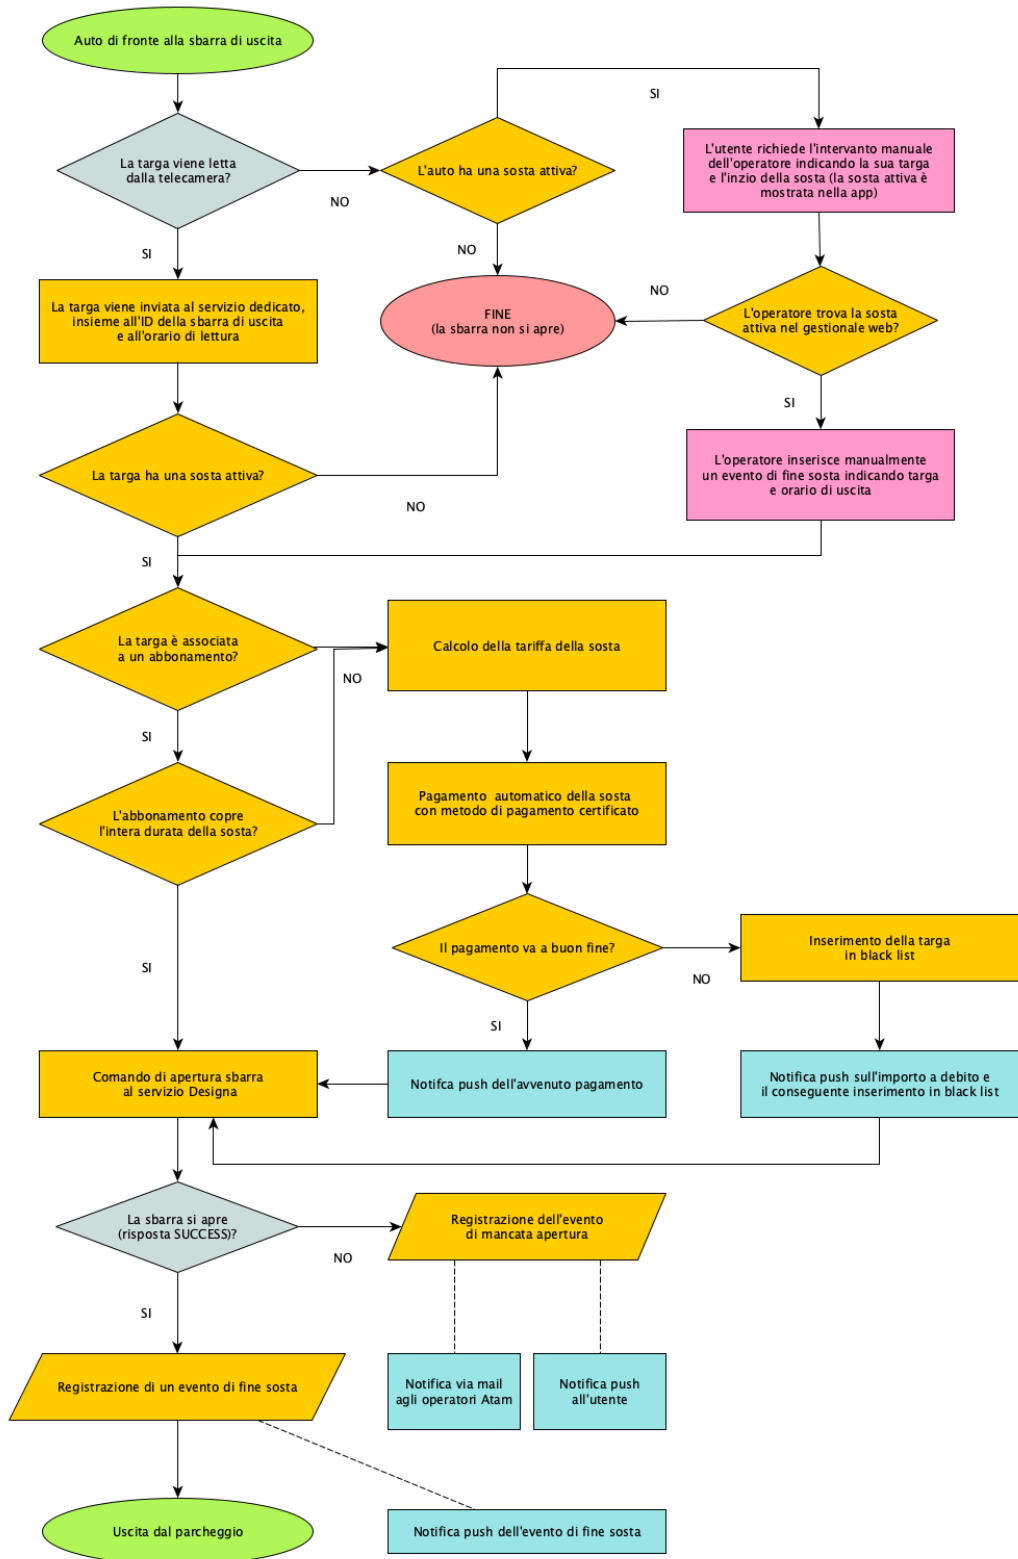 Auto di fronte alla sbarra di uscita
SI
La targa viene letta
dalla telecamera?
NO
L'auto ha una sosta attiva?
L'utente richiede l'intervanto manuale
dell'operatore indicando la sua targa
e l'inzio della sosta (la sosta attiva è
mostrata nella app)
SI
NO
La targa viene inviata al servizio dedicato,
insieme all'ID della sbarra di uscita
e all'orario di lettura
FINE
(la sbarra non si apre)
NO
L'operatore trova la sosta
attiva nel gestionale web?
SI
La targa ha una sosta attiva?
NO
L'operatore inserisce manualmente
un evento di fine sosta indicando targa
e orario di uscita
SI
La targa è associata
a un abbonamento?
Calcolo della tariffa della sosta
NO
SI
L'abbonamento copre
l'intera durata della sosta?
Pagamento  automatico della sosta
con metodo di pagamento certificato
Il pagamento va a buon fine?
NO
Inserimento della targa
in black list
SI
SI
Comando di apertura sbarra
al servizio Designa
Notifca push dell'avvenuto pagamento
Notifica push sull'importo a debito e
il conseguente inserimento in black list
La sbarra si apre
(risposta SUCCESS)?
NO
Registrazione dell'evento
di mancata apertura
SI
Registrazione di un evento di fine sosta
Notifica via mail
agli operatori Atam
Notifica push
all'utente
Uscita dal parcheggio
Notifica push dell'evento di fine sosta